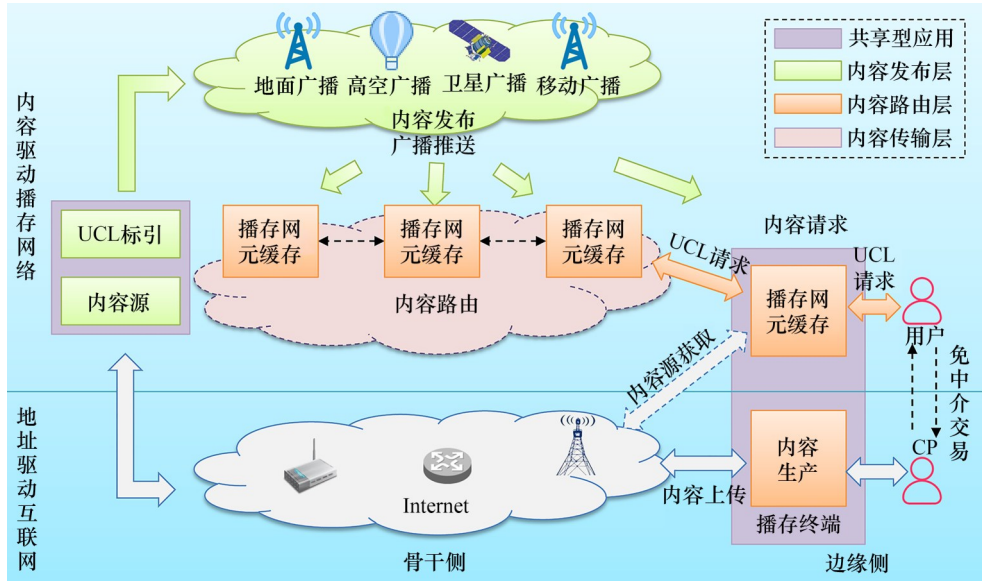 地面广播
高空广播
卫星广播
移动广播
内容发布
广播推送
共享型应用
内容发布层
内容路由层
内容传输层
内容驱动播存网络
UCL标引
内容源
播存网
元缓存
播存网
元缓存
播存网
元缓存
内容路由
UCL请求
内容请求
播存网
元缓存
UCL
请求
用户
免中介交易
内容源获取
地址驱动互联网
Internet
骨干侧
内容上传
内容
生产
播存终端
CP
边缘侧